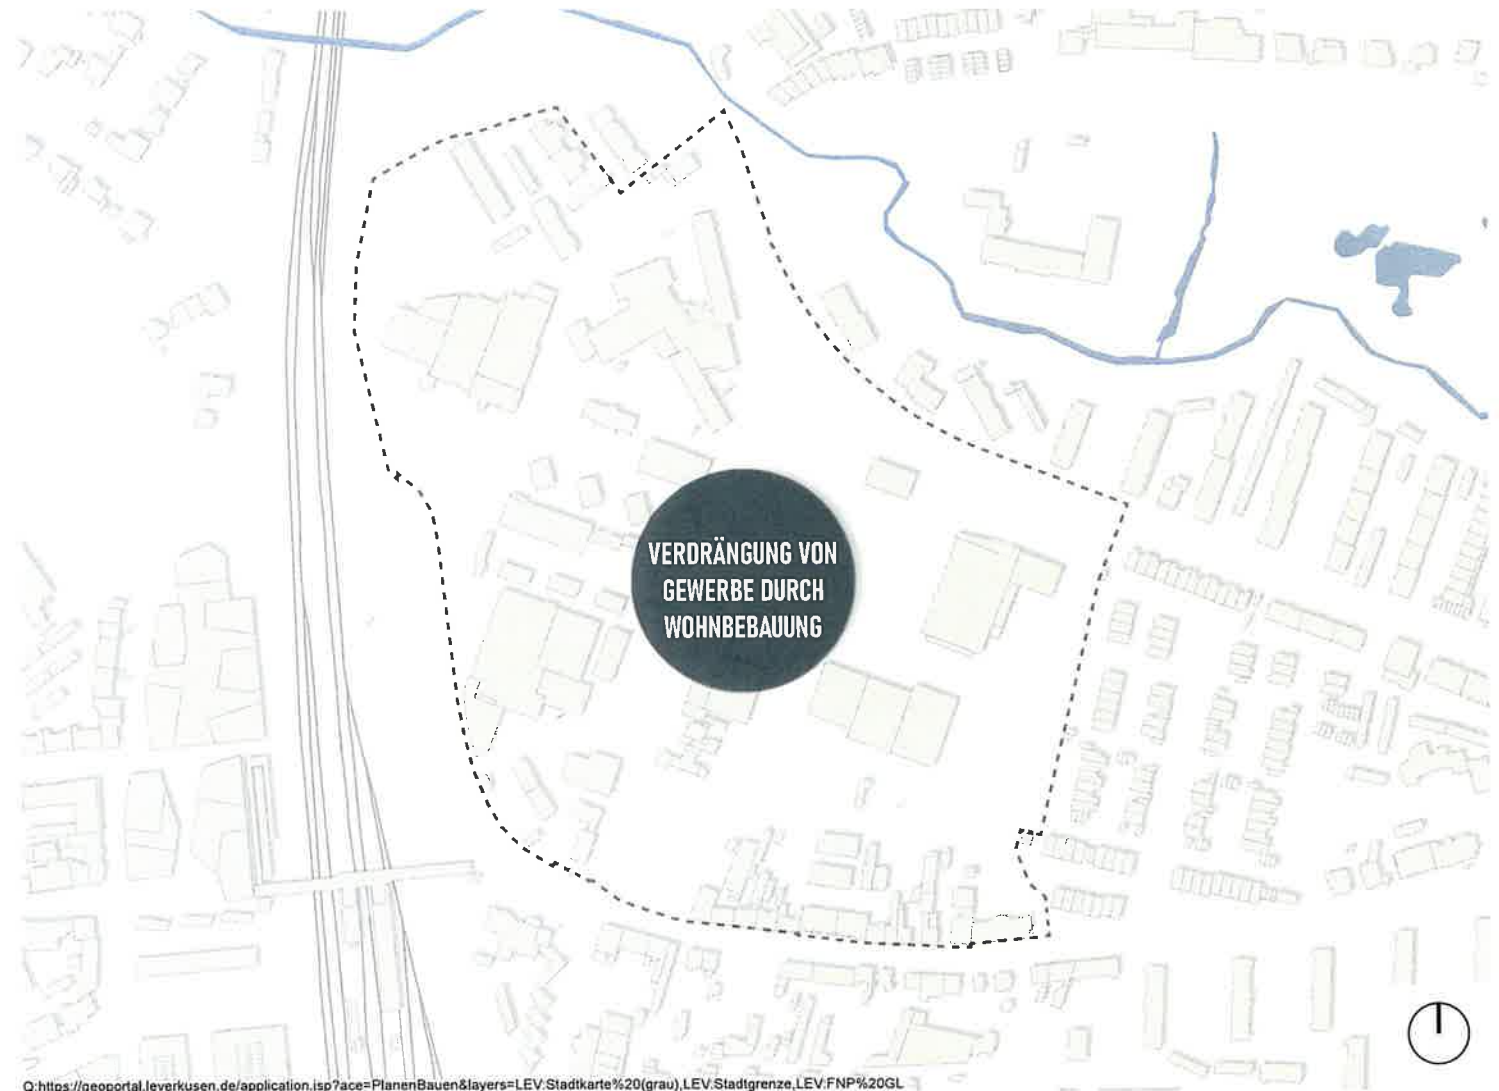 VERDRÄNGUNG VON
GEWERBE DURCH
WOHNBEBAUUNG
Q:https://geoportal.leverkusen.de/application.jsp?ace=PlanenBauen&layers=LEV:Stadtkarte%20(grau),LEV:Stadtgrenze,LEV:FNP%20GL